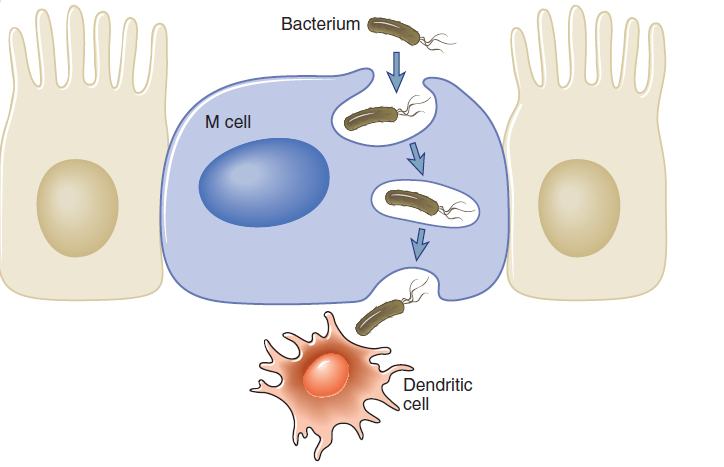 Bacterium
M cell
Dendritic
cell